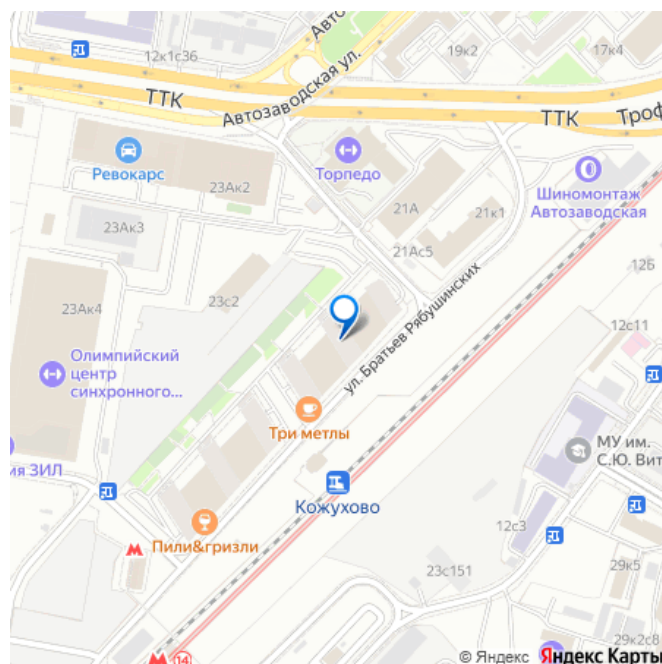 12к1с36
Автозаводская ул.
Авто
19к2
17к4
ТТК
ТТК
Троф
Ревокарс
23Ак2
Торпедо
21А
21к1
Шиномонтаж
Автозаводская
23Ак3
21Ас5
12Б
23Ак4
23с2
ул. Братьев Рябушинских
12с11
Олимпийский
центр
синхронного...
Три метлы
МУ им.
С.Ю. Вит
ия ЗИЛ
Кожухово
Пили&гризли
12с3
23с151
29к5
14
29к2с8
© Яндекс Яндекс Карты